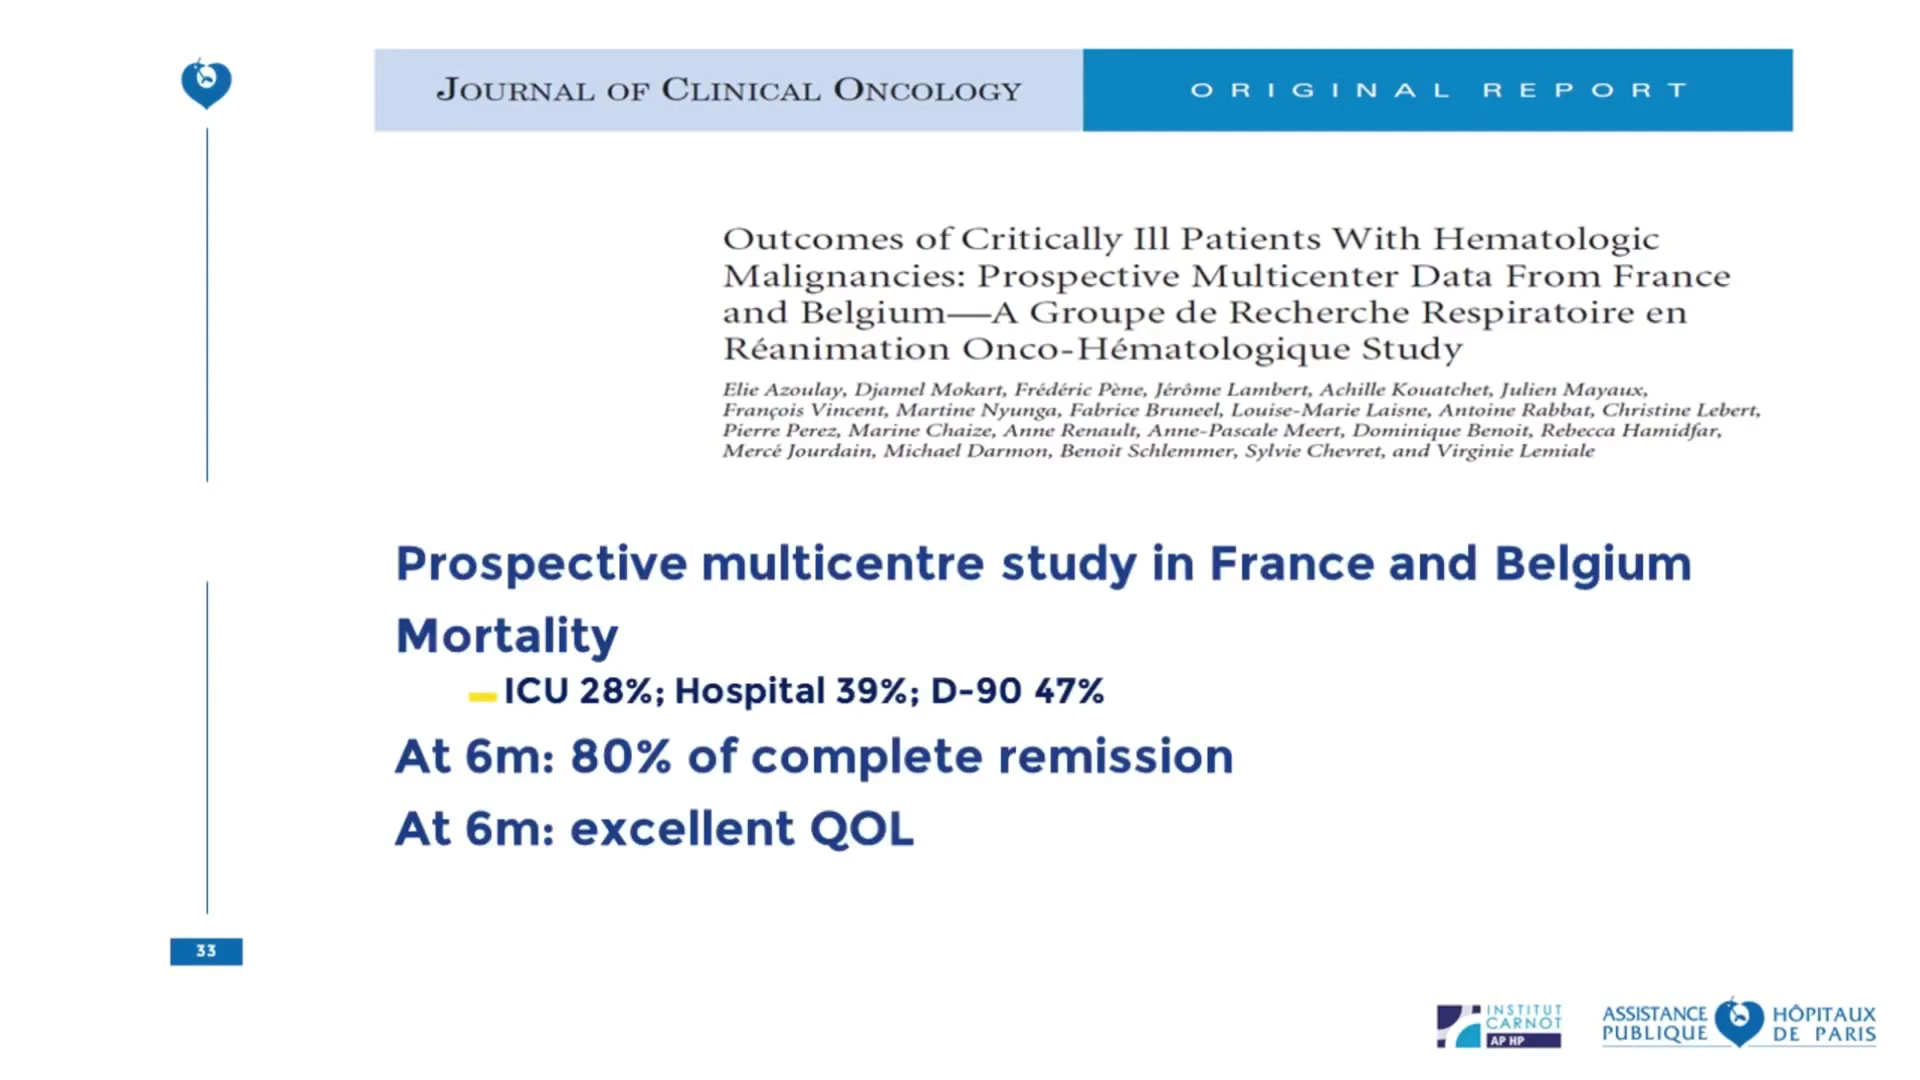 JOURNAL OF CLINICAL ONCOLOGY
ORIGINAL REPORT
Outcomes of Critically Ill Patients With Hematologic
Malignancies: Prospective Multicenter Data From France
and Belgium—A Groupe de Recherche Respiratoire en
Réanimation Onco-Hématologique Study
Elie Azoulay, Djamel Mokart, Frédéric Pène, Jérôme Lambert, Achille Kouatchet, Julien Mayaux,
François Vincent, Martine Nyunga, Fabrice Bruneel, Louise-Marie Laisne, Antoine Rabbat, Christine Lebert,
Pierre Perez, Marine Chaize, Anne Renault, Anne-Pascale Meert, Dominique Benoit, Rebecca Hamidfar,
Mercé Jourdain, Michael Darmon, Benoit Schlemmer, Sylvie Chevret, and Virginie Lemiale
Prospective multicentre study in France and Belgium
Mortality
ICU 28%; Hospital 39%; D-90 47%
At 6m: 80% of complete remission
At 6m: excellent QOL
33
INSTITUT
CARNOT
AP HP
ASSISTANCE
PUBLIQUE
HÔPITAUX
DE PARIS